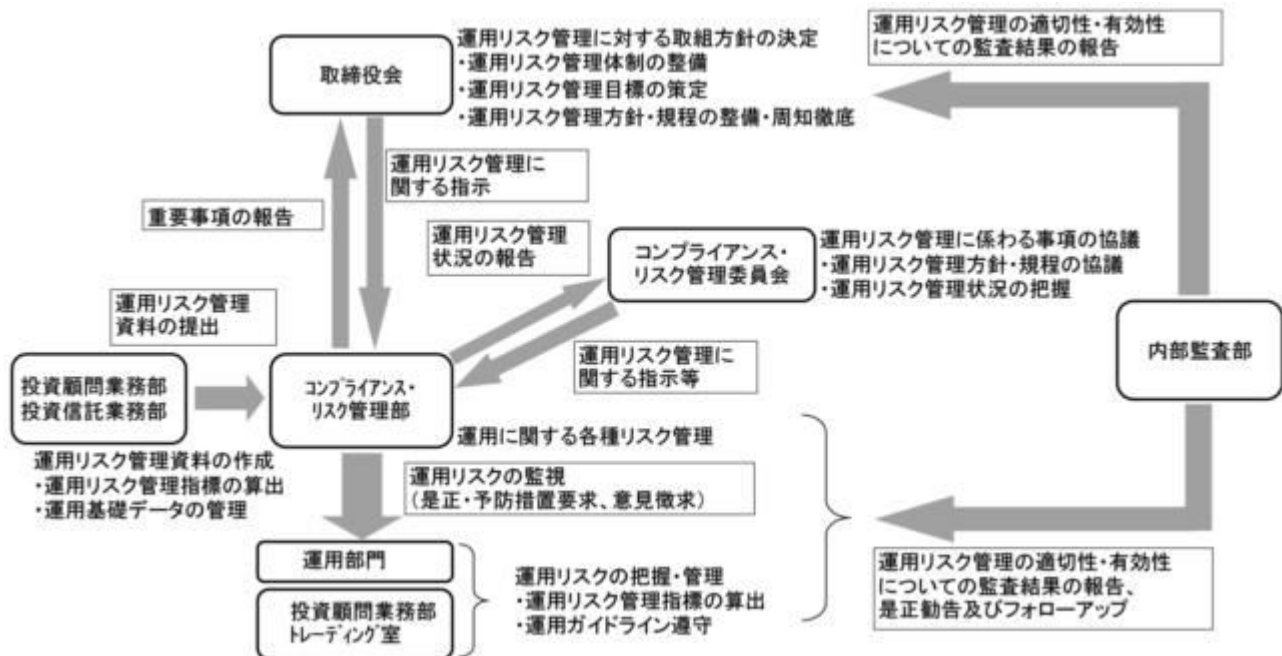 取締役会
運用リスク管理に対する取組方針の決定
・運用リスク管理体制の整備
・運用リスク管理目標の策定
・運用リスク管理方針・規程の整備・周知徹底
運用リスク管理の適切性・有効性
についての監査結果の報告
運用リスク管理に
関する指示
重要事項の報告
運用リスク管理
状況の報告
コンプライアンス・
リスク管理委員会
運用リスク管理に係わる事項の協議
・運用リスク管理方針・規程の協議
・運用リスク管理状況の把握
運用リスク管理
資料の提出
内部監査部
運用リスク管理に
関する指示等
投資顧問業務部
投資信託業務部
コンプライアンス・
リスク管理部
運用に関する各種リスク管理
運用リスク管理資料の作成
・運用リスク管理指標の算出
・運用基礎データの管理
運用リスクの監視
(是正・予防措置要求、意見徴求)
運用部門
投資顧問業務部
トレーディング室
運用リスクの把握・管理
・運用リスク管理指標の算出
・運用ガイドライン遵守
運用リスク管理の適切性・有効性
についての監査結果の報告、
是正勧告及びフォローアップ